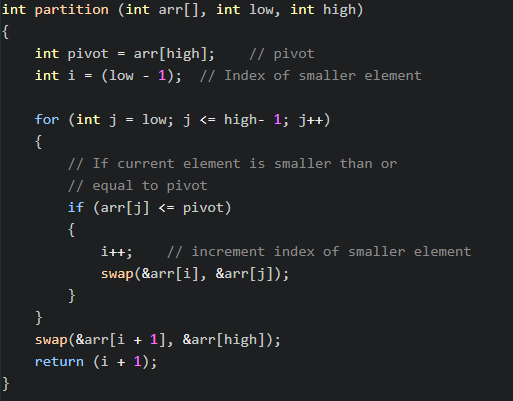 int partition (int arr[], int low, int high)
{
    int pivot = arr[high];    // pivot
    int i = (low - 1);  // Index of smaller element

    for (int j = low; j <= high- 1; j++)
    {
        // If current element is smaller than or
        // equal to pivot
        if (arr[j] <= pivot)
        {
            i++;    // increment index of smaller element
            swap(&arr[i], &arr[j]);
        }
    }
    swap(&arr[i + 1], &arr[high]);
    return (i + 1);
}